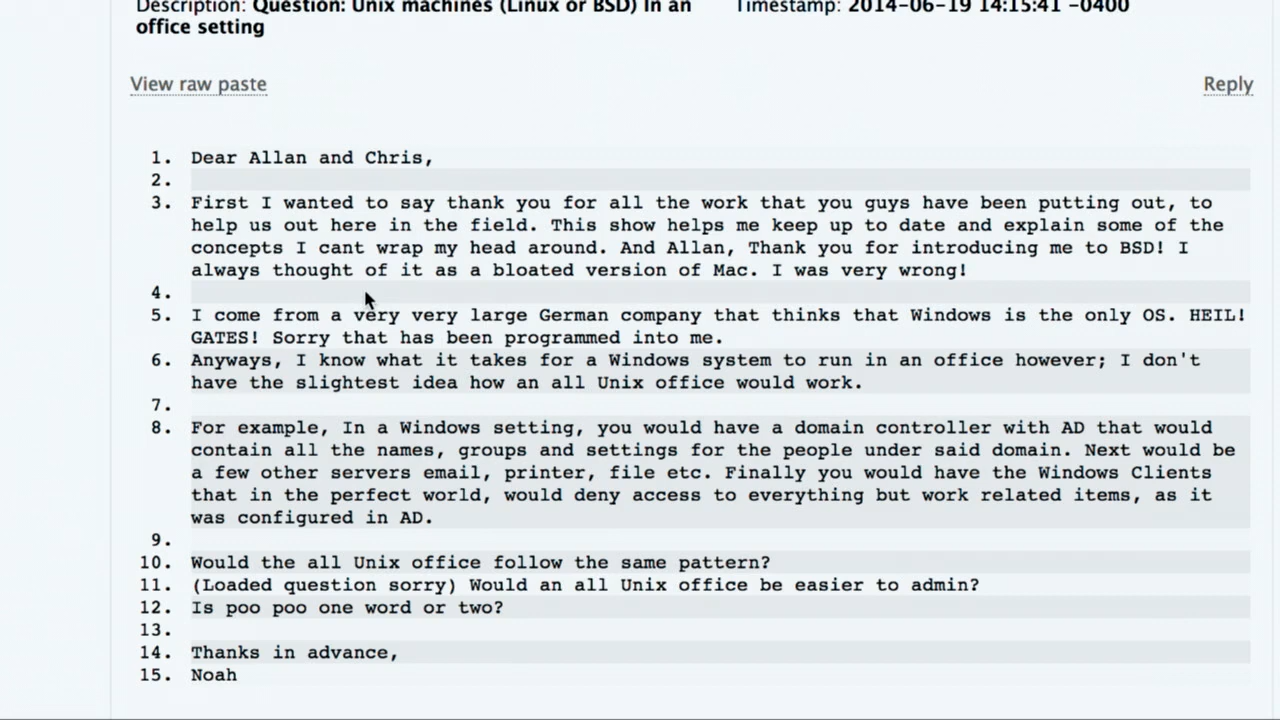 Description: Question: Unix machines (Linux or BSD) In an
office setting
Timestamp: 2014-06-19 14:15:41 -0400
View raw paste
Reply
1. Dear Allan and Chris,
2.
3. First I wanted to say thank you for all the work that you guys have been putting out, to
help us out here in the field. This show helps me keep up to date and explain some of the
concepts I cant wrap my head around. And Allan, Thank you for introducing me to BSD! I
always thought of it as a bloated version of Mac. I was very wrong!
4.
5. I come from a very very large German company that thinks that Windows is the only OS. HEIL!
GATES! Sorry that has been programmed into me.
6. Anyways, I know what it takes for a Windows system to run in an office however; I don't
have the slightest idea how an all Unix office would work.
7.
8. For example, In a Windows setting, you would have a domain controller with AD that would
contain all the names, groups and settings for the people under said domain. Next would be
a few other servers email, printer, file etc. Finally you would have the Windows Clients
that in the perfect world, would deny access to everything but work related items, as it
was configured in AD.
9.
10. Would the all Unix office follow the same pattern?
11. (Loaded question sorry) Would an all Unix office be easier to admin?
12. Is poo poo one word or two?
13.
14. Thanks in advance,
15. Noah